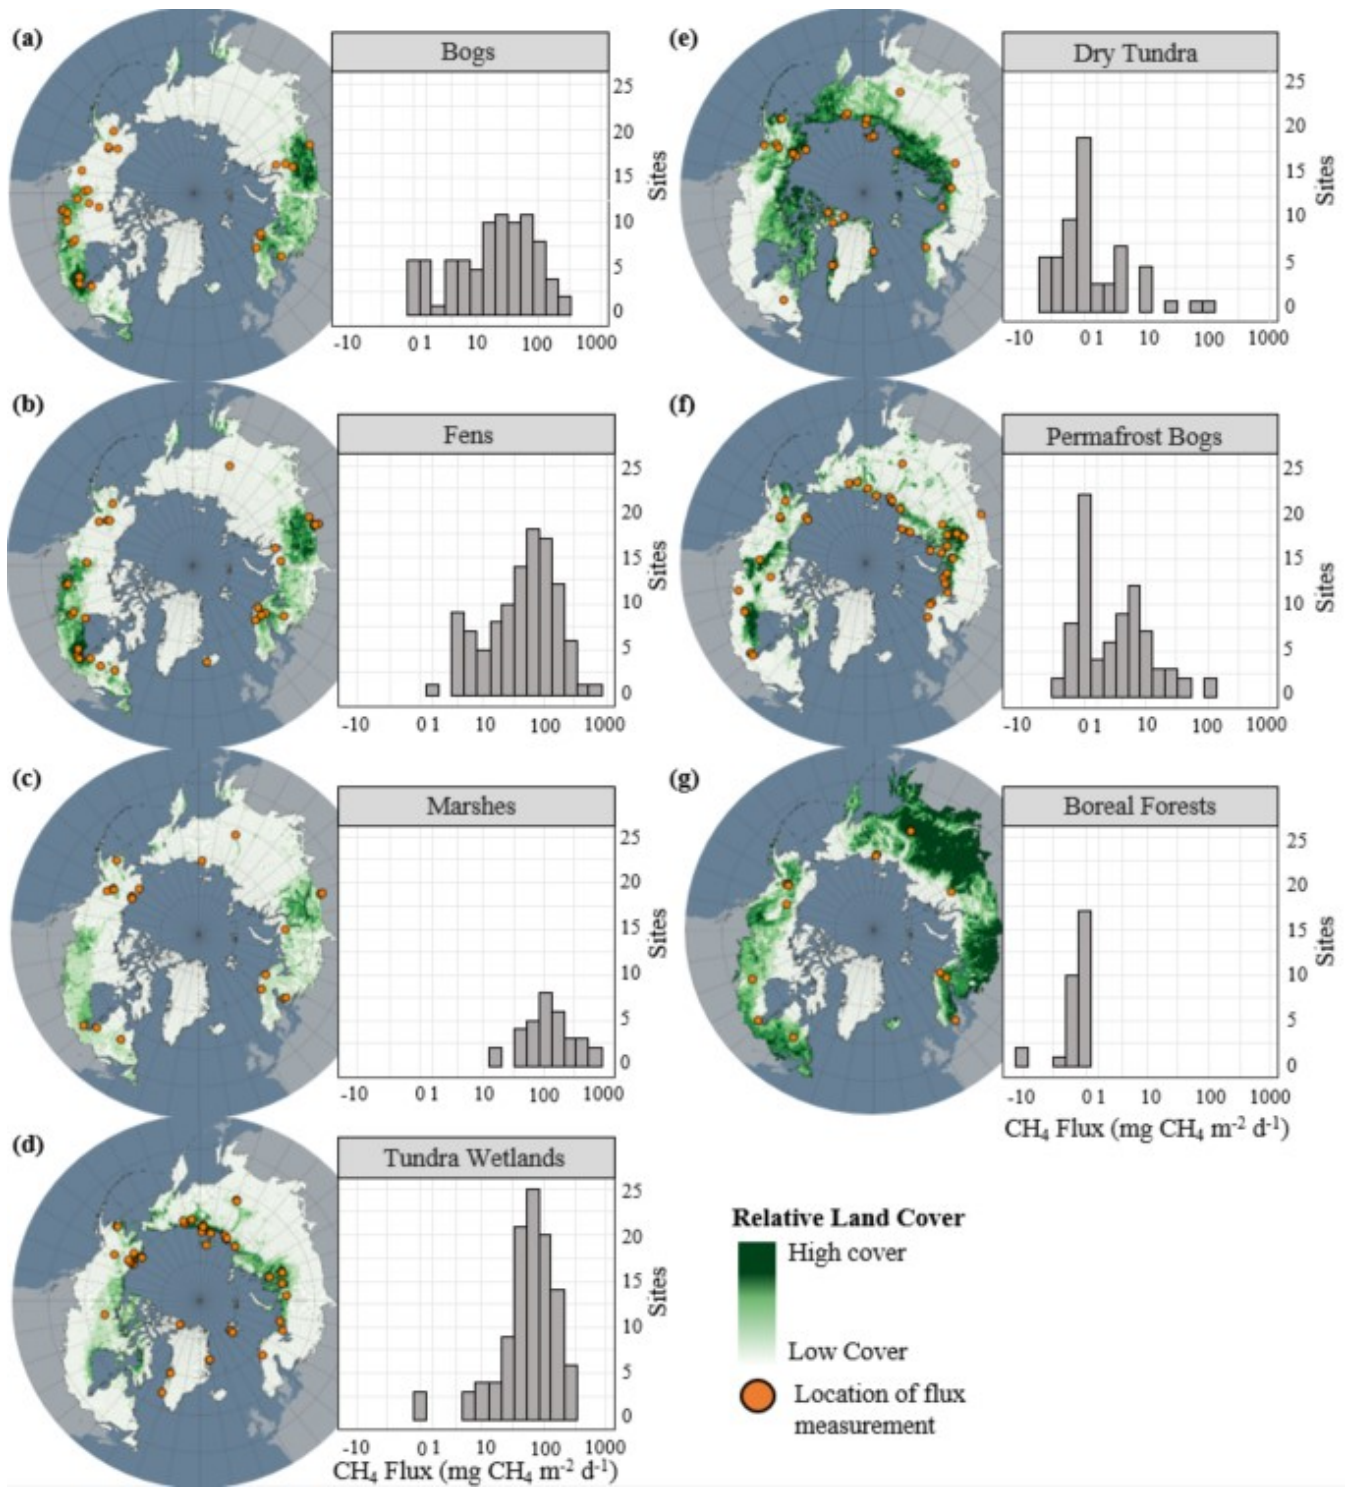 (a)
Bogs
25
20
15
10
5
0
Sites
-10 0 1 10 100 1000
(b)
Fens
25
20
15
10
5
0
Sites
-10 0 1 10 100 1000
(c)
Marshes
25
20
15
10
5
0
Sites
-10 0 1 10 100 1000
(d)
Tundra Wetlands
25
20
15
10
5
0
Sites
-10 0 1 10 100 1000
CH₄ Flux (mg CH₄ m⁻² d⁻¹)
(e)
Dry Tundra
25
20
15
10
5
0
Sites
-10 0 1 10 100 1000
(f)
Permafrost Bogs
25
20
15
10
5
0
Sites
-10 0 1 10 100 1000
(g)
Boreal Forests
25
20
15
10
5
0
Sites
-10 0 1 10 100 1000
CH₄ Flux (mg CH₄ m⁻² d⁻¹)
Relative Land Cover
High cover
Low Cover
Location of flux
measurement